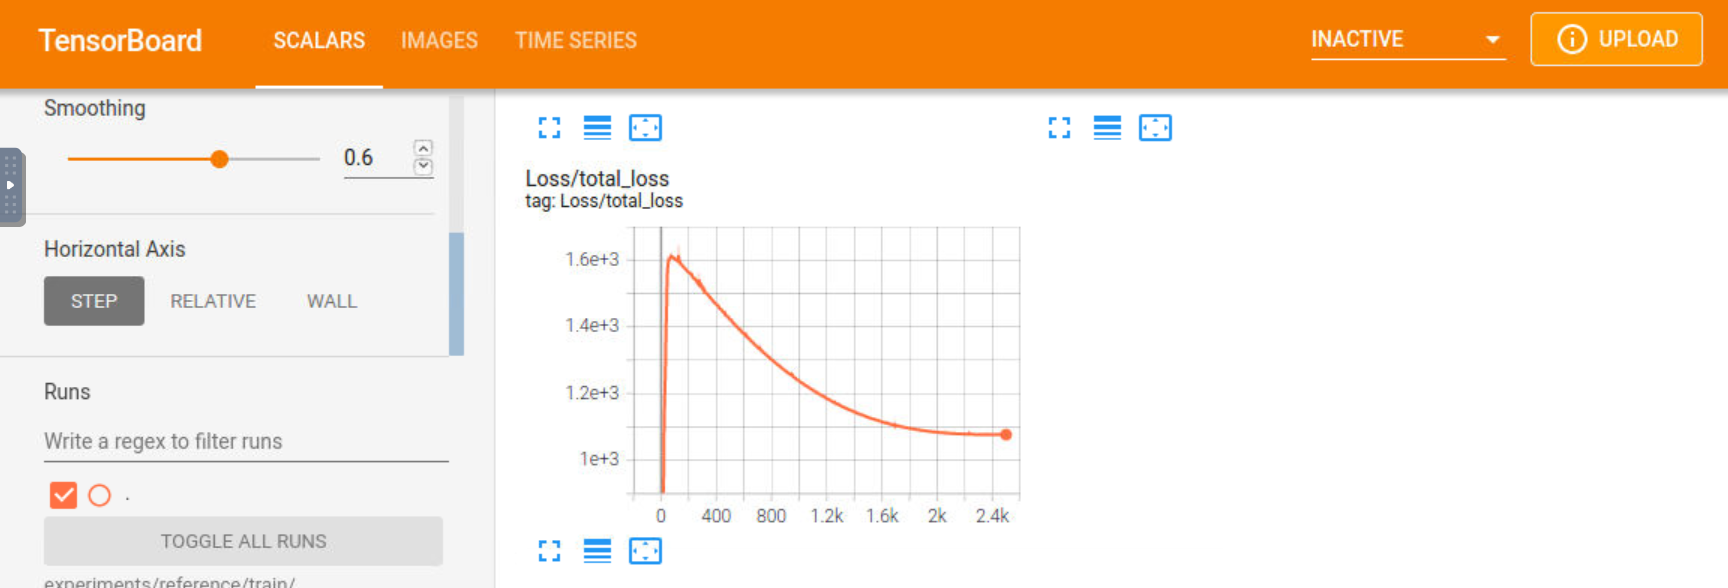 TensorBoard SCALARS IMAGES TIME SERIES INACTIVE UPLOAD
Smoothing
0.6
Horizontal Axis
STEP RELATIVE WALL
Runs
Write a regex to filter runs
.
TOGGLE ALL RUNS
experiments/reference/train/
Loss/total_loss
tag: Loss/total_loss
1.6e+3
1.4e+3
1.2e+3
1e+3
0 400 800 1.2k 1.6k 2k 2.4k